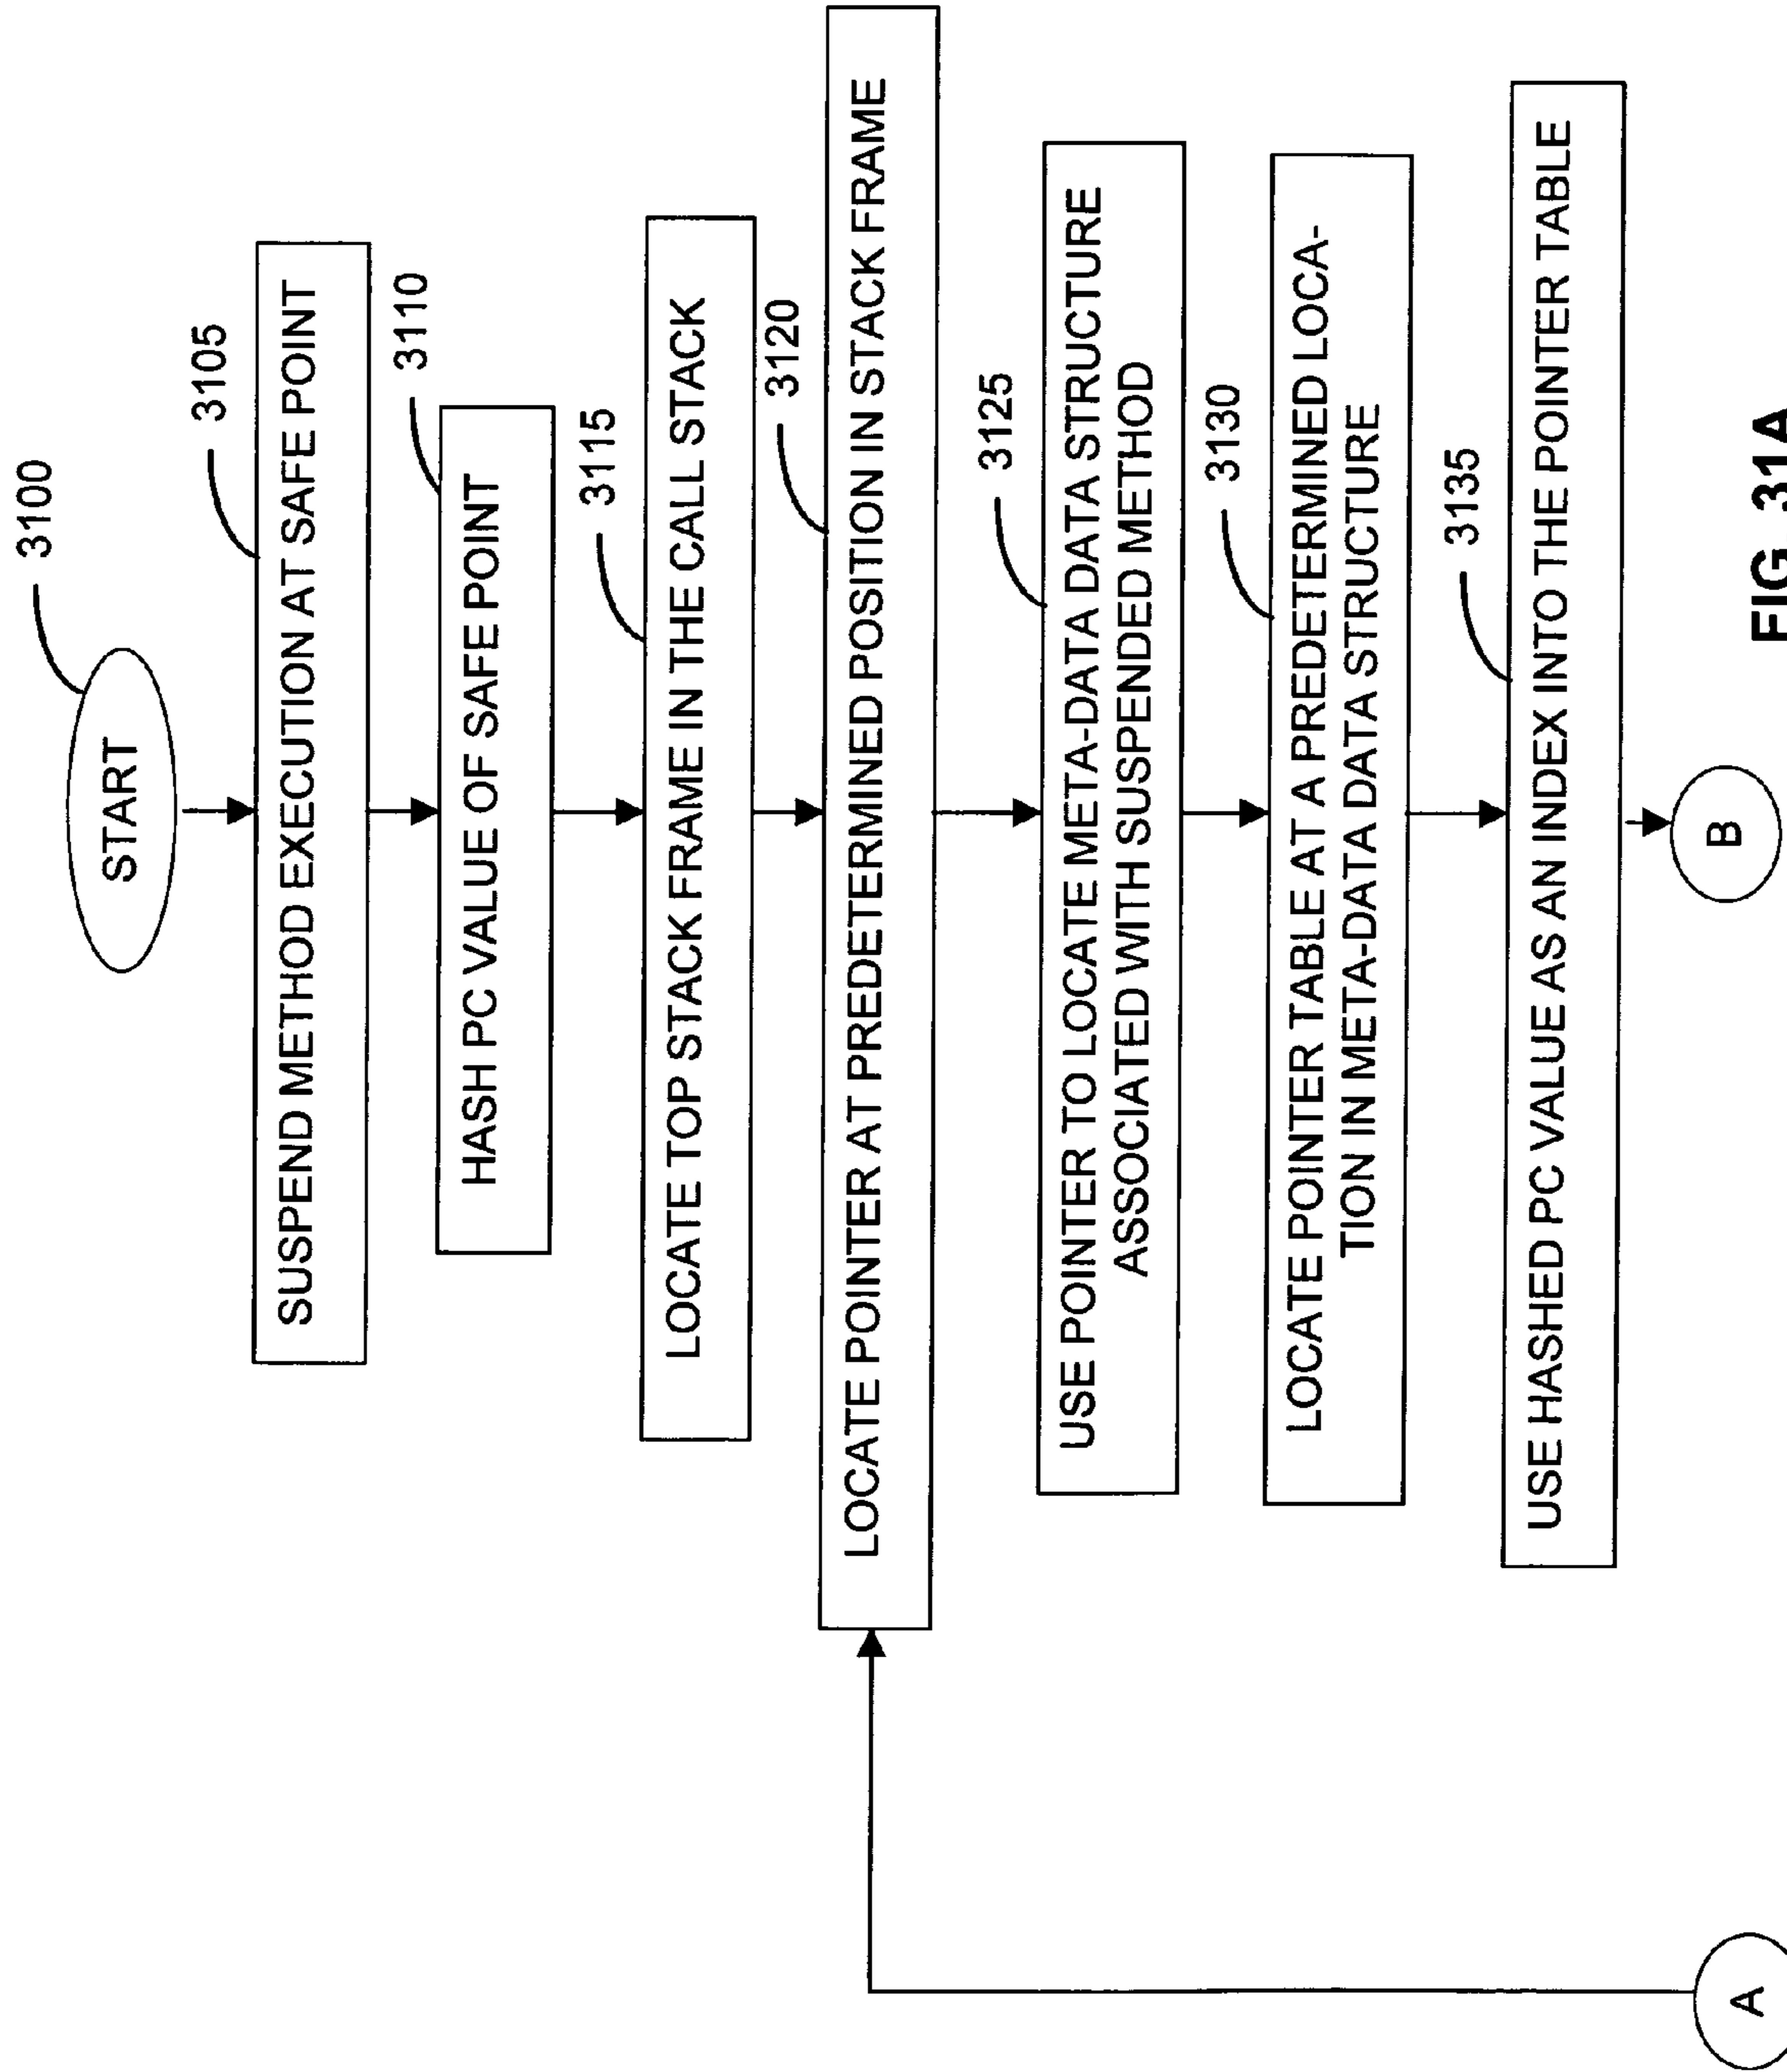 3100
START
3105
SUSPEND METHOD EXECUTION AT SAFE POINT
3110
HASH PC VALUE OF SAFE POINT
3115
LOCATE TOP STACK FRAME IN THE CALL STACK
3120
LOCATE POINTER AT PREDETERMINED POSITION IN STACK FRAME
3125
USE POINTER TO LOCATE META-DATA DATA STRUCTURE
ASSOCIATED WITH SUSPENDED METHOD
3130
LOCATE POINTER TABLE AT A PREDETERMINED LOCA-
TION IN META-DATA DATA STRUCTURE
3135
USE HASHED PC VALUE AS AN INDEX INTO THE POINTER TABLE
A
B
FIG. 31A